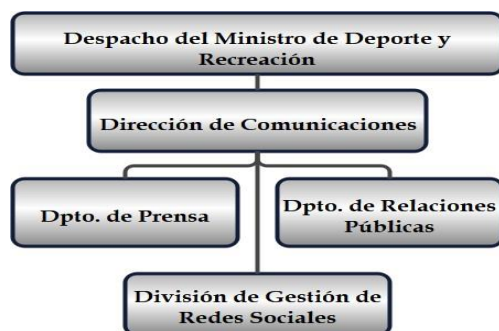 Despacho del Ministro de Deporte y
Recreación
Dirección de Comunicaciones
Dpto. de Prensa
Dpto. de Relaciones
Públicas
División de Gestión de
Redes Sociales